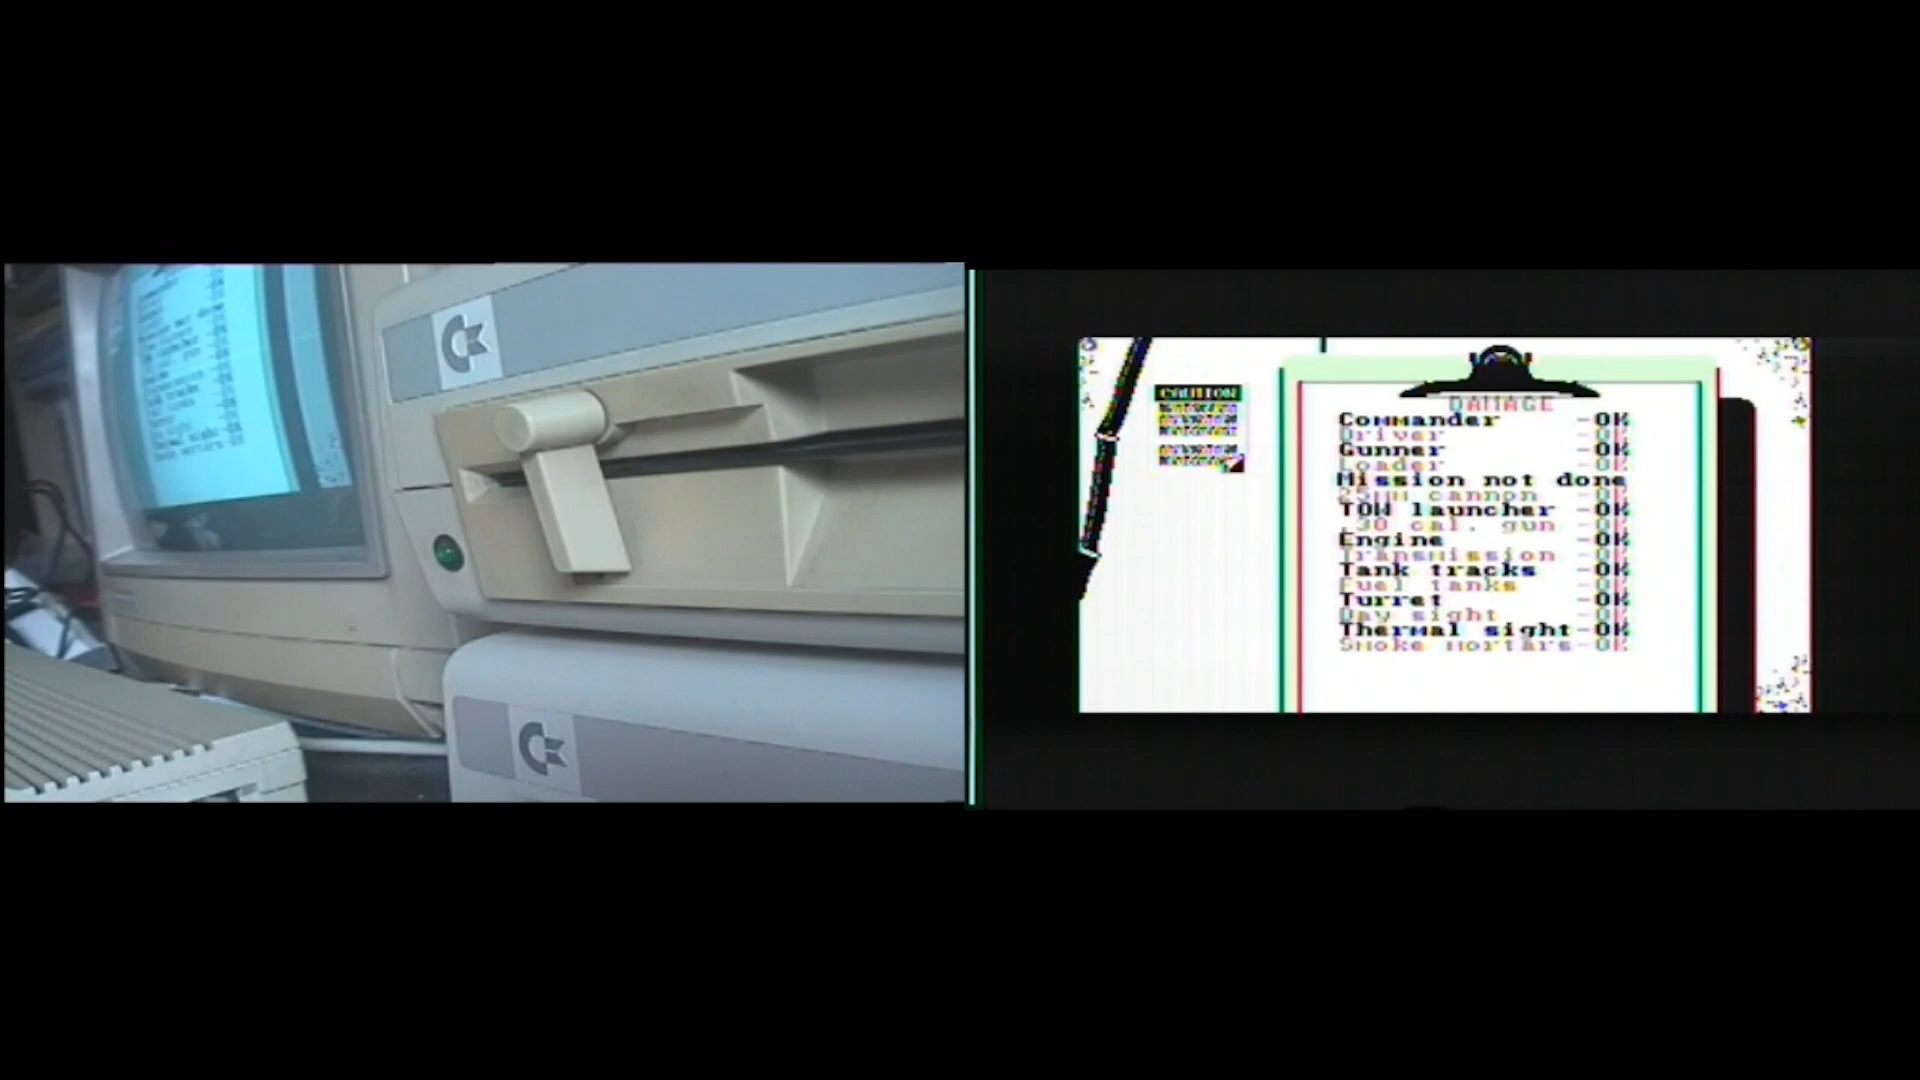 CAUTION
DAMAGE
Commander -OK
Driver -OK
Gunner -OK
Loader -OK
Mission not done
25MM cannon -OK
TOW launcher -OK
.30 cal. gun -OK
Engine -OK
Transmission -OK
Tank tracks -OK
Fuel tanks -OK
Turret -OK
Day sight -OK
Thermal sight-OK
Smoke mortars-OK